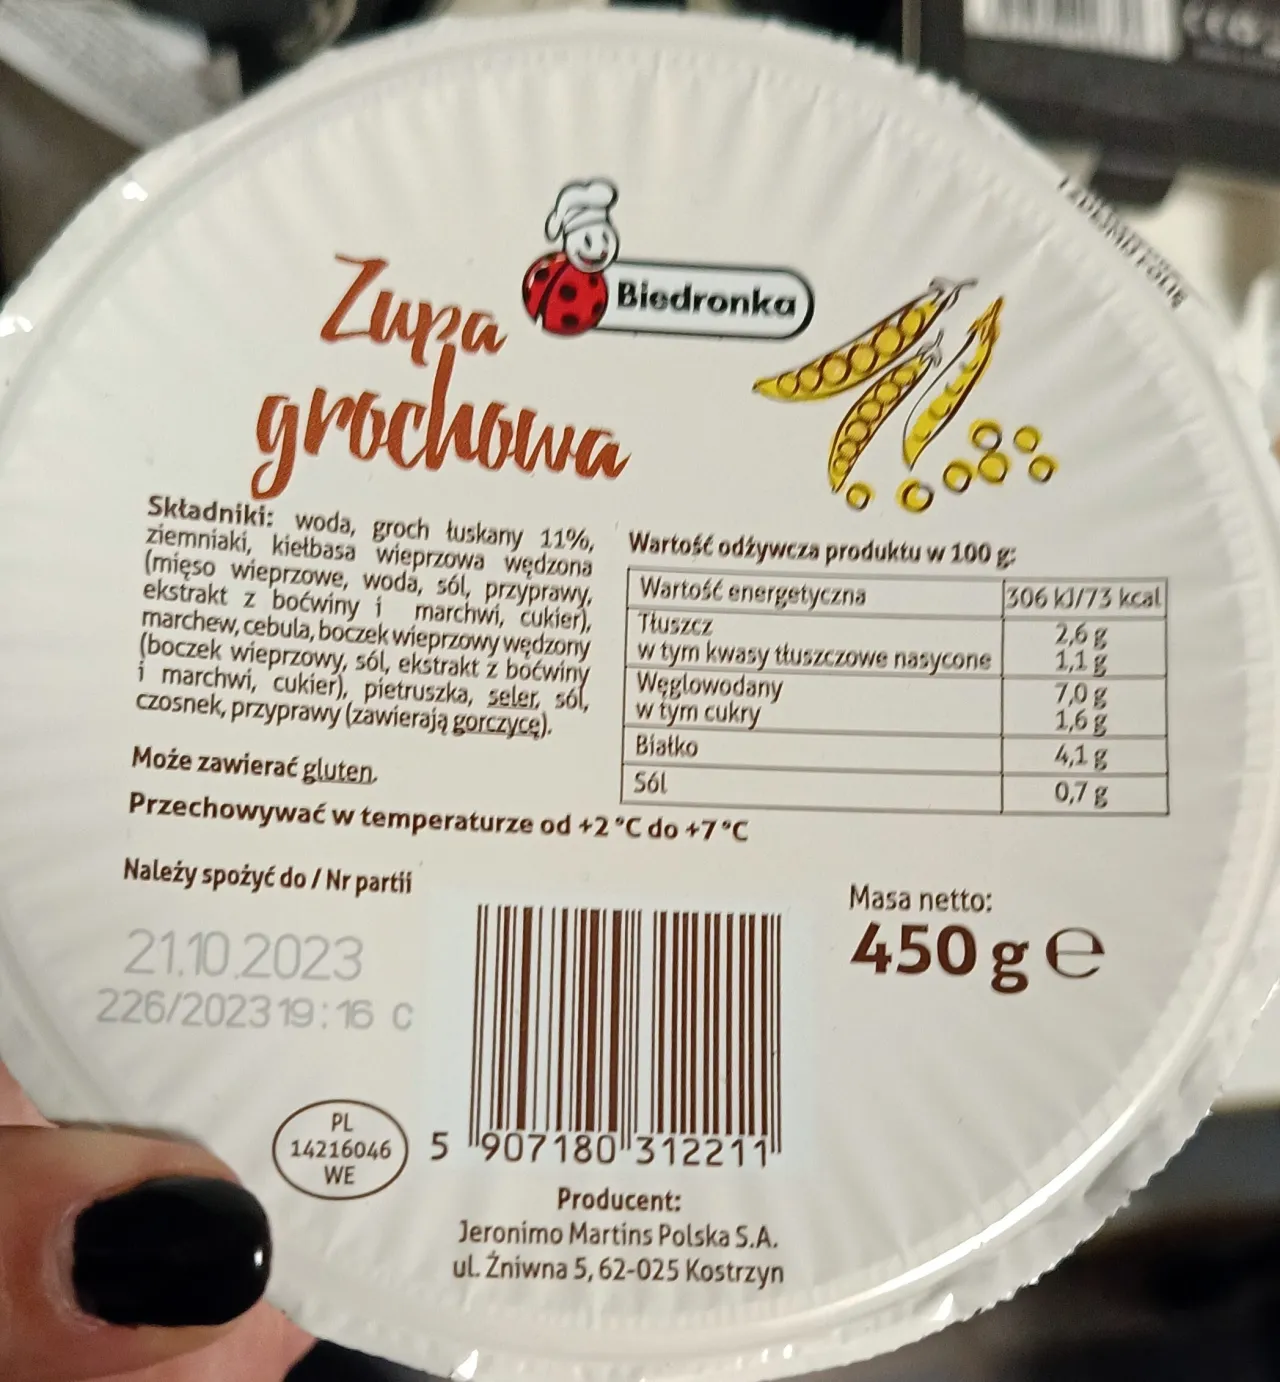 Zupa
grochowa
Biedronka
Składniki: woda, groch łuskany 11%,
ziemniaki, kiełbasa wieprzowa wędzona
(mięso wieprzowe, woda, sól, przyprawy,
ekstrakt z boćwiny i marchwi, cukier),
marchew, cebula, boczek wieprzowy wędzony
(boczek wieprzowy, sól, ekstrakt z boćwiny
i marchwi, cukier), pietruszka, seler, sól,
czosnek, przyprawy (zawierają gorczycę).
Może zawierać gluten.
Przechowywać w temperaturze od +2 °C do +7 °C
Wartość odżywcza produktu w 100 g:
Wartość energetyczna 306 kJ/73 kcal
Tłuszcz 2,6 g
w tym kwasy tłuszczowe nasycone 1,1 g
Węglowodany 7,0 g
w tym cukry 1,6 g
Białko 4,1 g
Sól 0,7 g
Należy spożyć do / Nr partii
21.10.2023
226/2023 19:16 C
Masa netto:
450 g e
PL
14216046
WE
5 907180 312211
Producent:
Jeronimo Martins Polska S.A.
ul. Żniwna 5, 62-025 Kostrzyn